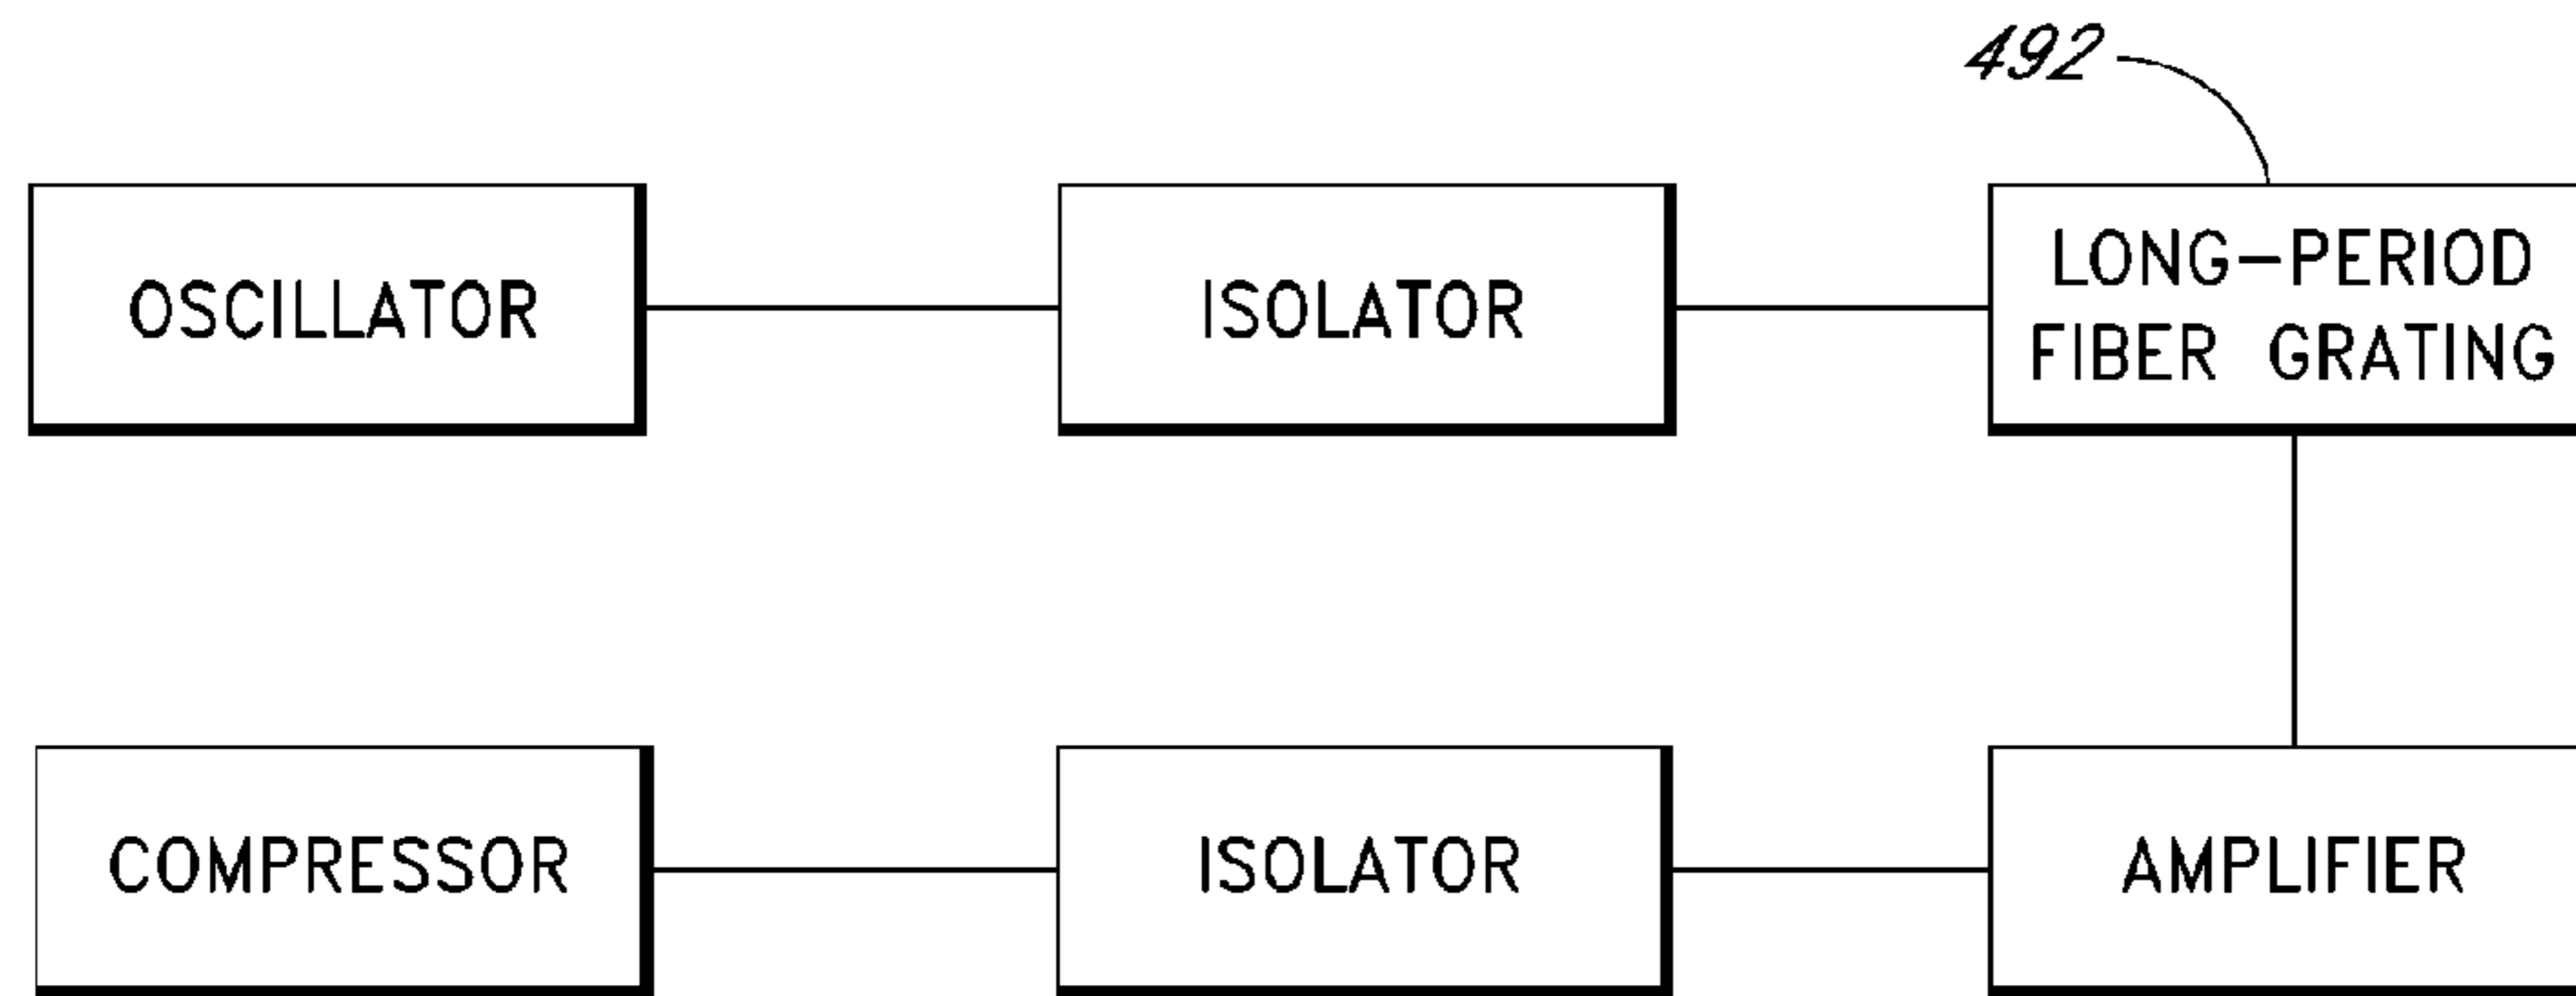 492
OSCILLATOR
ISOLATOR
LONG-PERIOD
FIBER GRATING
COMPRESSOR
ISOLATOR
AMPLIFIER